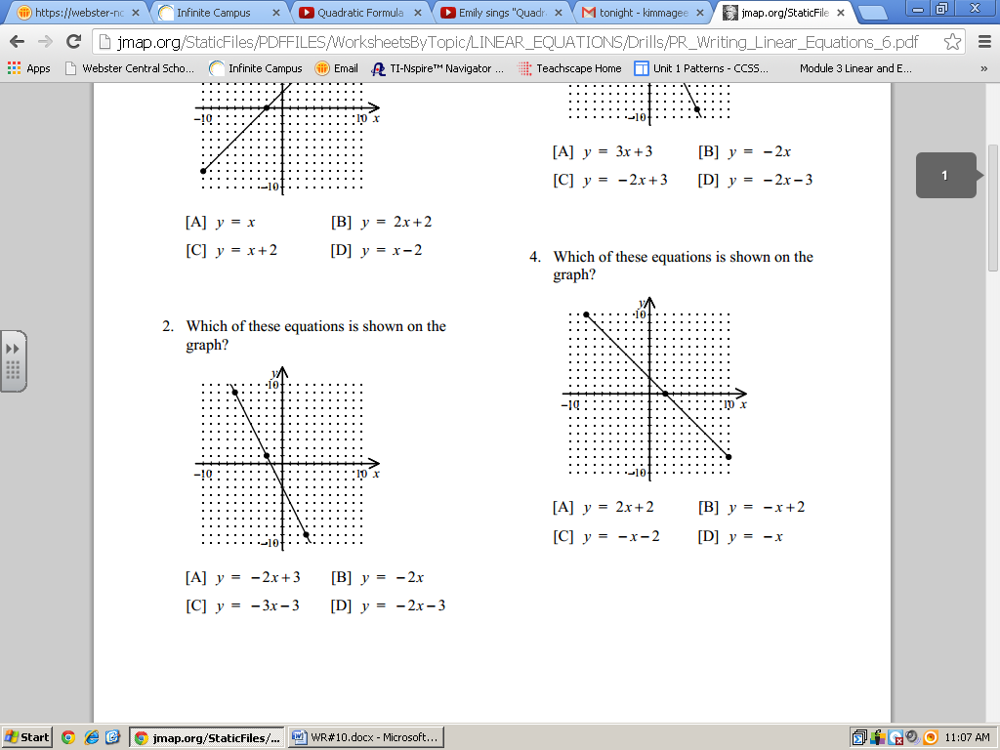 https://webster-nc
Infinite Campus
Quadratic Formula
Emily sings "Quadr
tonight - kimmagee
jmap.org/StaticFile
jmap.org/StaticFiles/PDFFILES/WorksheetsByTopic/LINEAR_EQUATIONS/Drills/PR_Writing_Linear_Equations_6.pdf
Apps
Webster Central Scho...
Infinite Campus
Email
TI-Nspire™ Navigator ...
Teachscape Home
Unit 1 Patterns - CCSS...
Module 3 Linear and E...
»
-10 10 x
-10
[A] y = x [B] y = 2x+2
[C] y = x+2 [D] y = x-2
2. Which of these equations is shown on the
graph?
y
10
-10 10 x
-10
[A] y = -2x+3 [B] y = -2x
[C] y = -3x-3 [D] y = -2x-3
-10
[A] y = 3x+3 [B] y = -2x
[C] y = -2x+3 [D] y = -2x-3
4. Which of these equations is shown on the
graph?
y
10
-10 10 x
-10
[A] y = 2x+2 [B] y = -x+2
[C] y = -x-2 [D] y = -x
1
Start
jmap.org/StaticFiles/...
WR#10.docx - Microsoft...
11:07 AM